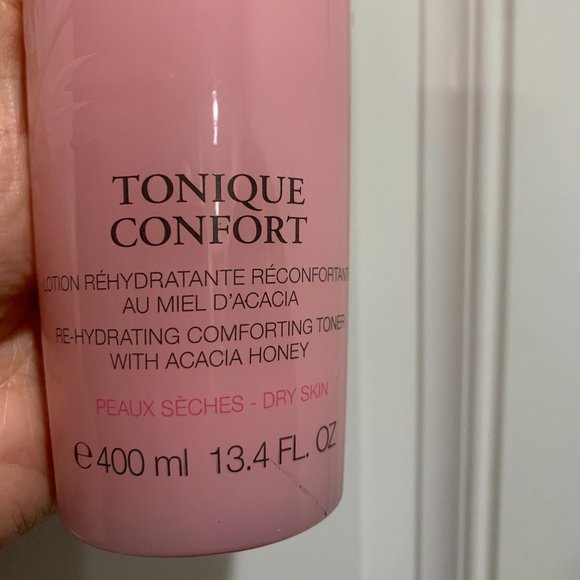 TONIQUE
CONFORT
LOTION RÉHYDRATANTE RÉCONFORTANTE
AU MIEL D'ACACIA
RE-HYDRATING COMFORTING TONER
WITH ACACIA HONEY
PEAUX SÈCHES - DRY SKIN
e 400 ml 13.4 FL. OZ